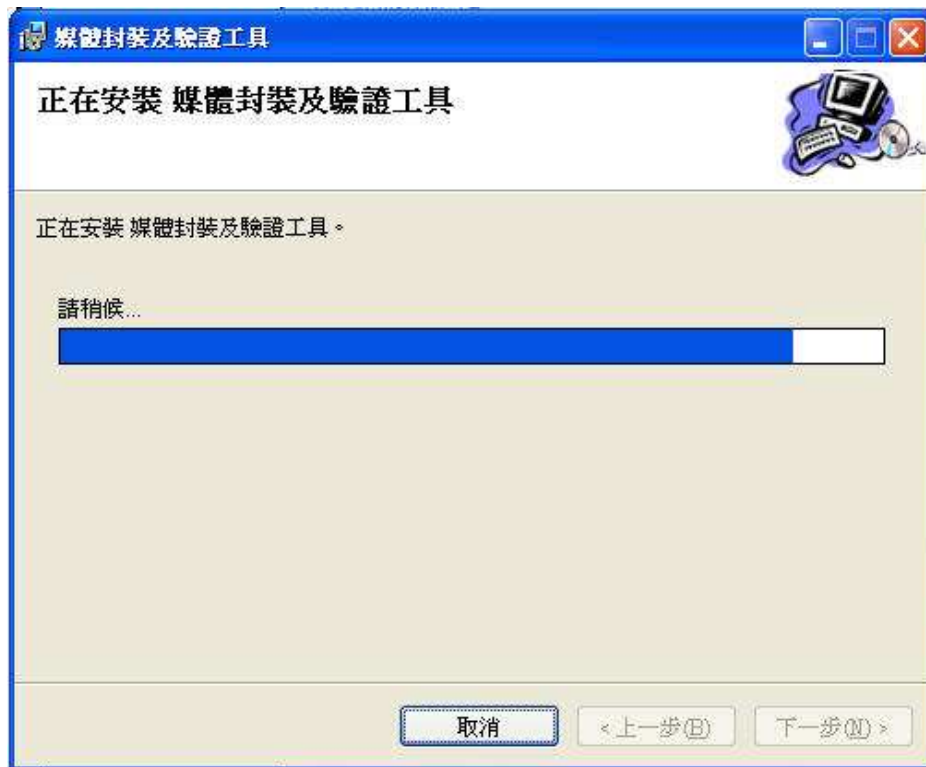 媒體封裝及驗證工具
正在安裝 媒體封裝及驗證工具
正在安裝 媒體封裝及驗證工具。
請稍候...
取消
<上一步(B)
下一步(N)>